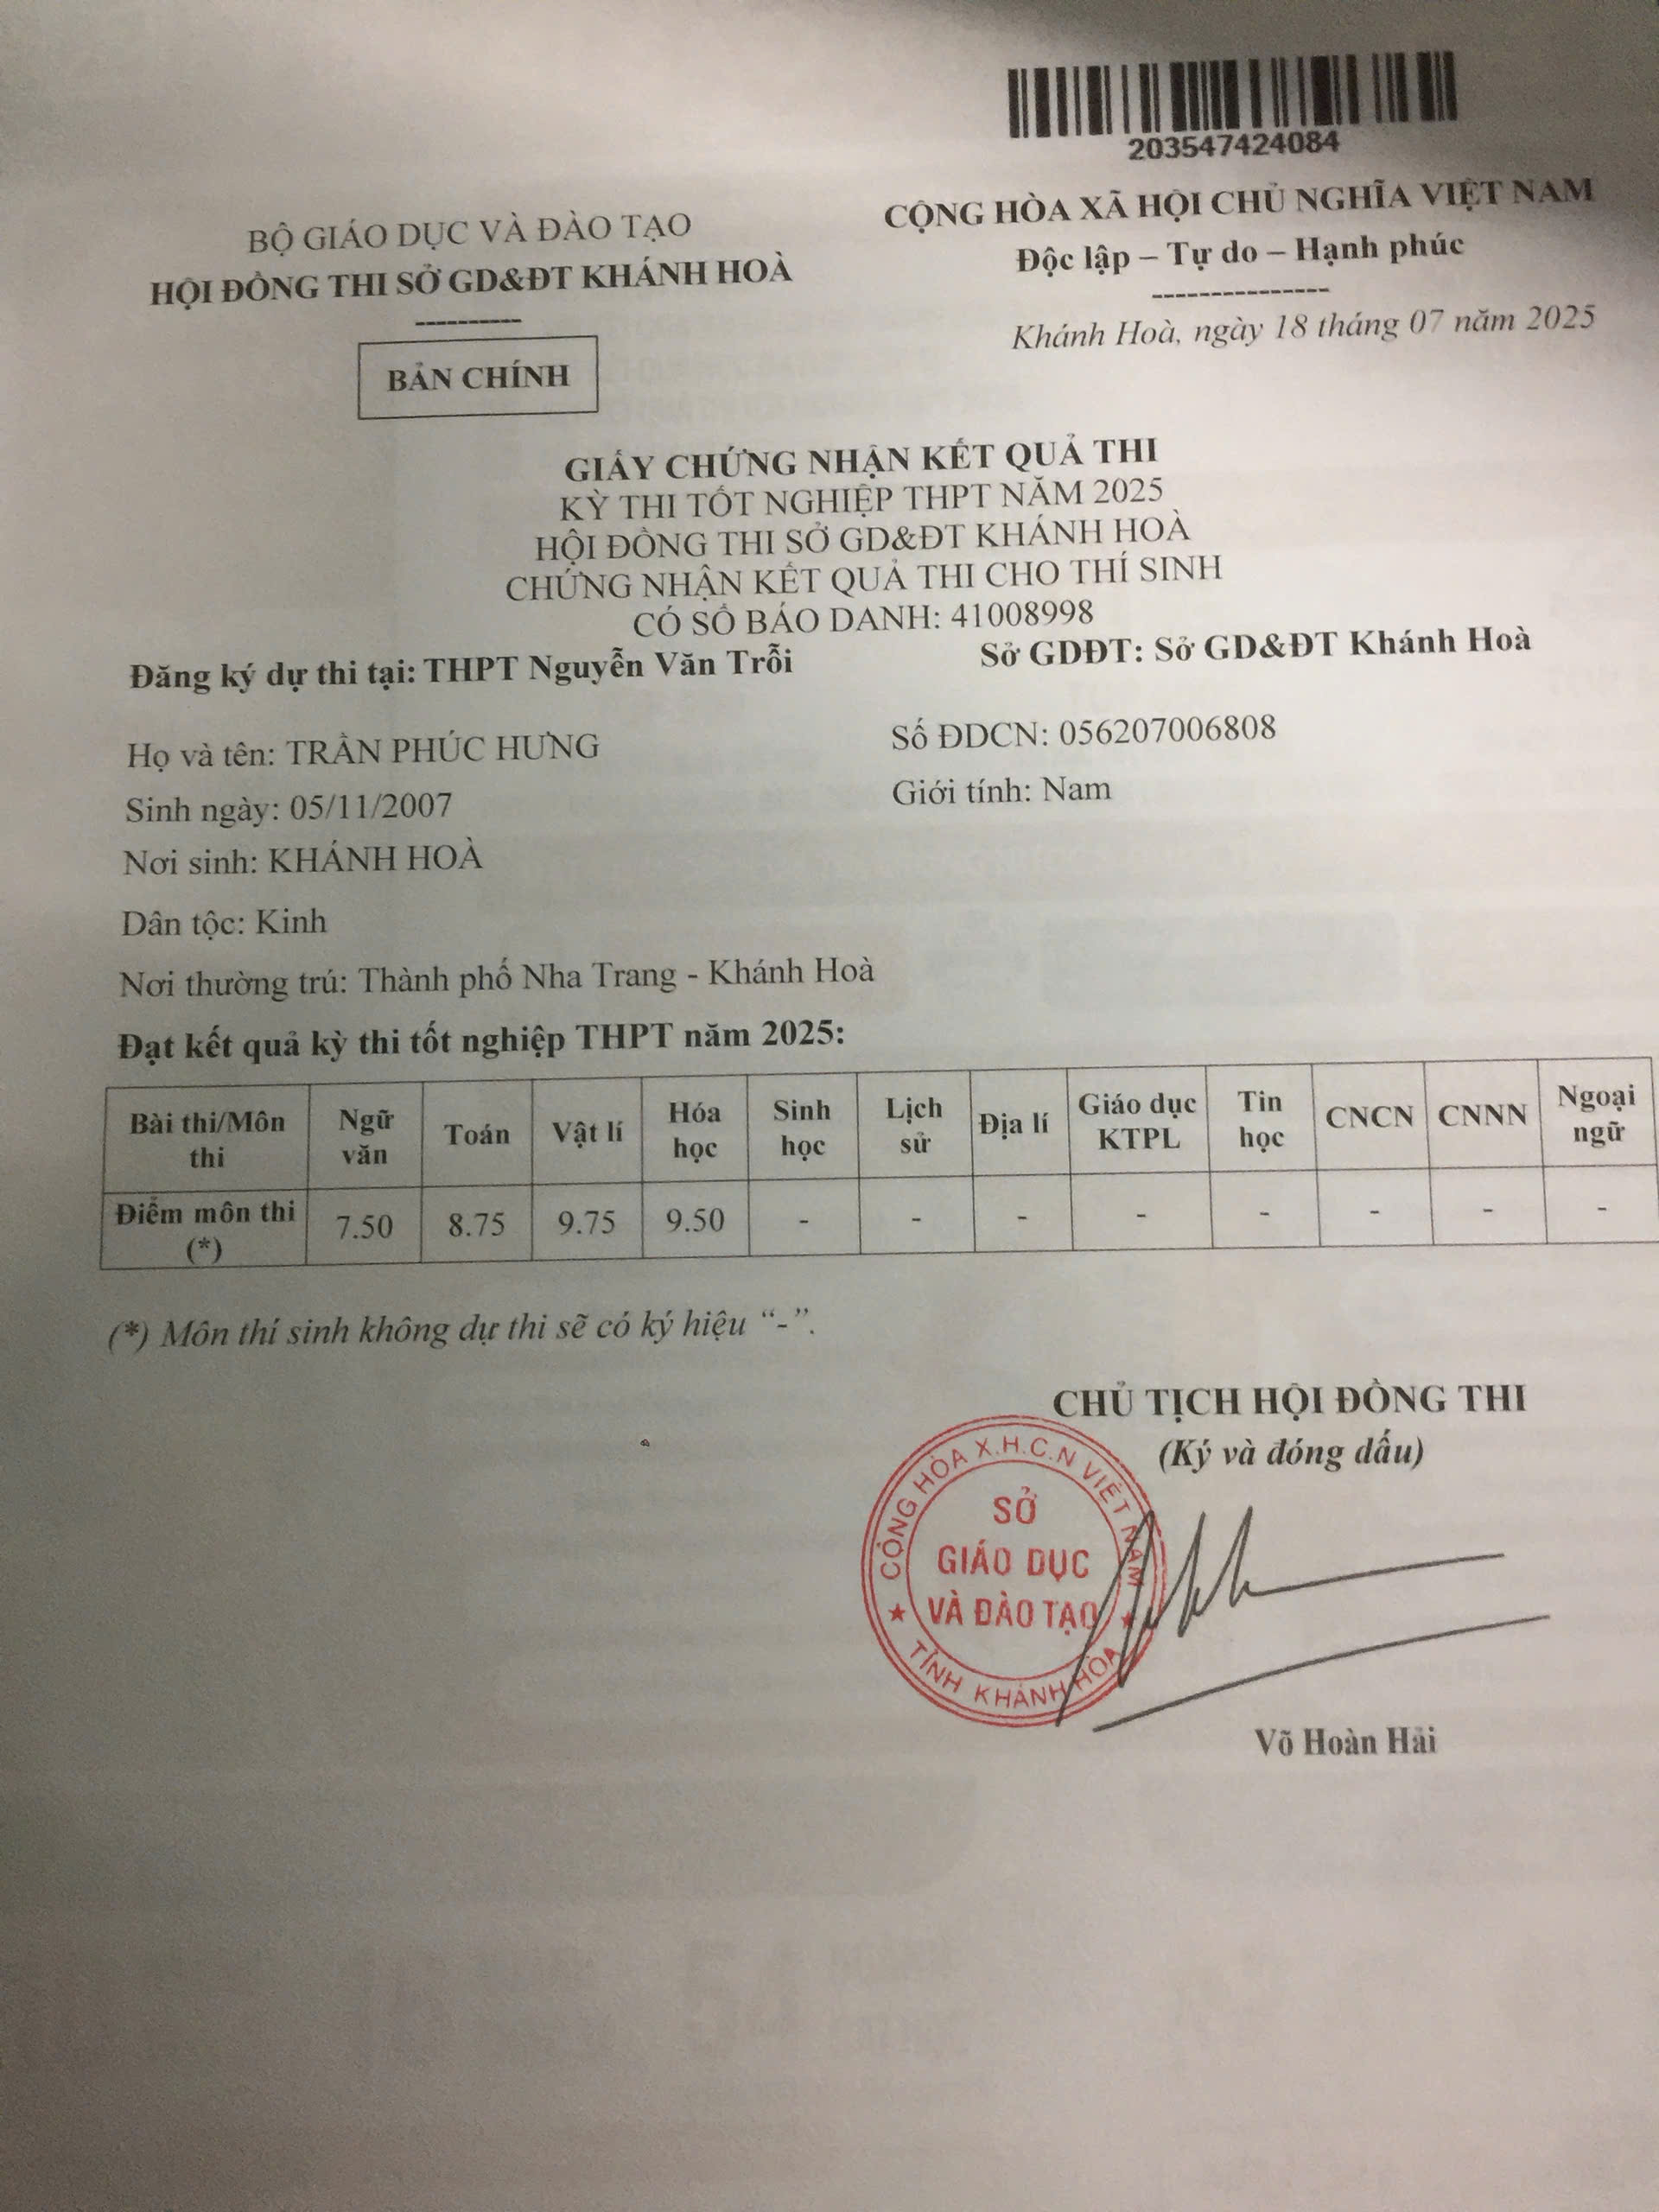 203547424084
BỘ GIÁO DỤC VÀ ĐÀO TẠO
HỘI ĐỒNG THI SỞ GD&ĐT KHÁNH HOÀ
----------
BẢN CHÍNH
CỘNG HÒA XÃ HỘI CHỦ NGHĨA VIỆT NAM
Độc lập – Tự do – Hạnh phúc
---------------
Khánh Hoà, ngày 18 tháng 07 năm 2025
GIẤY CHỨNG NHẬN KẾT QUẢ THI
KỲ THI TỐT NGHIỆP THPT NĂM 2025
HỘI ĐỒNG THI SỞ GD&ĐT KHÁNH HOÀ
CHỨNG NHẬN KẾT QUẢ THI CHO THÍ SINH
CÓ SỐ BÁO DANH: 41008998
Đăng ký dự thi tại: THPT Nguyễn Văn Trỗi Sở GDĐT: Sở GD&ĐT Khánh Hoà
Họ và tên: TRẦN PHÚC HƯNG Số ĐDCN: 056207006808
Sinh ngày: 05/11/2007 Giới tính: Nam
Nơi sinh: KHÁNH HOÀ
Dân tộc: Kinh
Nơi thường trú: Thành phố Nha Trang - Khánh Hoà
Đạt kết quả kỳ thi tốt nghiệp THPT năm 2025:
Bài thi/Môn thi Ngữ văn Toán Vật lí Hóa học Sinh học Lịch sử Địa lí Giáo dục KTPL Tin học CNCN CNNN Ngoại ngữ
Điểm môn thi (*) 7.50 8.75 9.75 9.50 - - - - - - - -
(*) Môn thí sinh không dự thi sẽ có ký hiệu “-”.
CHỦ TỊCH HỘI ĐỒNG THI
(Ký và đóng dấu)
CỘNG HÒA X.H.C.N VIỆT NAM
SỞ
GIÁO DỤC
VÀ ĐÀO TẠO
TỈNH KHÁNH HÒA
Võ Hoàn Hải